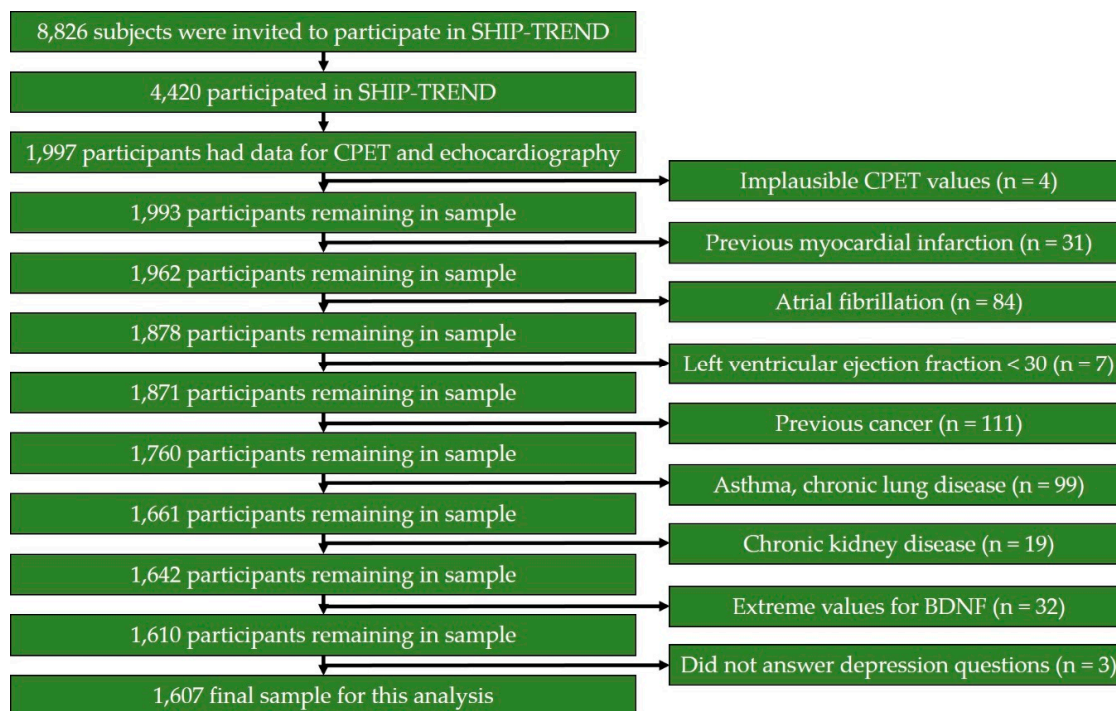 8,826 subjects were invited to participate in SHIP-TREND
4,420 participated in SHIP-TREND
1,997 participants had data for CPET and echocardiography
Implausible CPET values (n = 4)
1,993 participants remaining in sample
Previous myocardial infarction (n = 31)
1,962 participants remaining in sample
Atrial fibrillation (n = 84)
1,878 participants remaining in sample
Left ventricular ejection fraction < 30 (n = 7)
1,871 participants remaining in sample
Previous cancer (n = 111)
1,760 participants remaining in sample
Asthma, chronic lung disease (n = 99)
1,661 participants remaining in sample
Chronic kidney disease (n = 19)
1,642 participants remaining in sample
Extreme values for BDNF (n = 32)
1,610 participants remaining in sample
Did not answer depression questions (n = 3)
1,607 final sample for this analysis